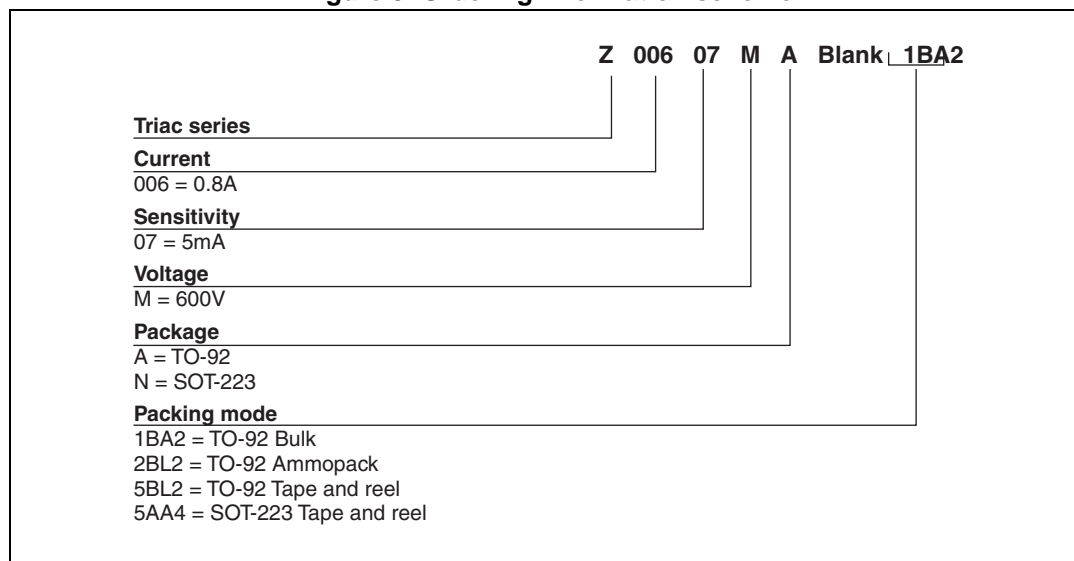 Z 006 07 M A Blank 1BA2
Triac series
Current
006 = 0.8A
Sensitivity
07 = 5mA
Voltage
M = 600V
Package
A = TO-92
N = SOT-223
Packing mode
1BA2 = TO-92 Bulk
2BL2 = TO-92 Ammopack
5BL2 = TO-92 Tape and reel
5AA4 = SOT-223 Tape and reel